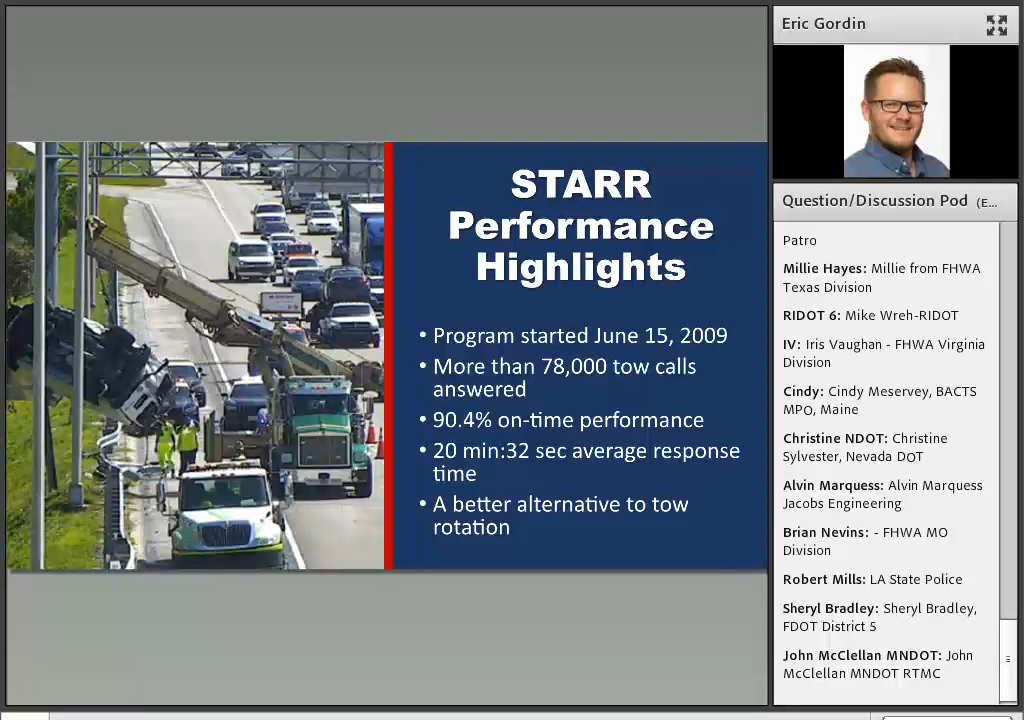 Eric Gordin
STARR
Performance
Highlights
• Program started June 15, 2009
• More than 78,000 tow calls
answered
• 90.4% on-time performance
• 20 min:32 sec average response
time
• A better alternative to tow
rotation
Question/Discussion Pod (E...
Patro
Millie Hayes: Millie from FHWA
Texas Division
RIDOT 6: Mike Wreh-RIDOT
IV: Iris Vaughan - FHWA Virginia
Division
Cindy: Cindy Meservey, BACTS
MPO, Maine
Christine NDOT: Christine
Sylvester, Nevada DOT
Alvin Marquess: Alvin Marquess
Jacobs Engineering
Brian Nevins: - FHWA MO
Division
Robert Mills: LA State Police
Sheryl Bradley: Sheryl Bradley,
FDOT District 5
John McClellan MNDOT: John
McClellan MNDOT RTMC